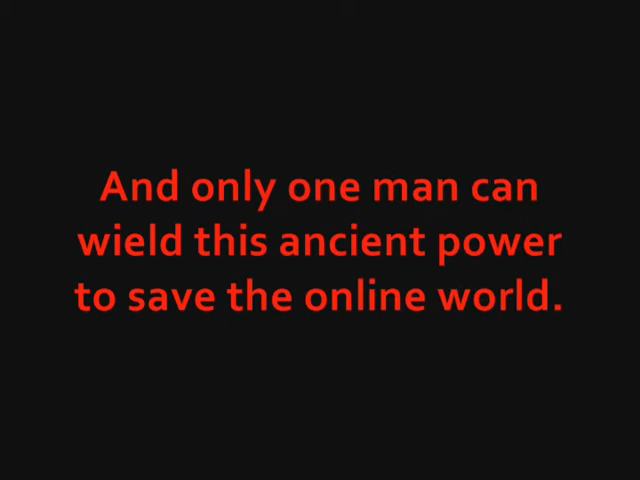 And only one man can
wield this ancient power
to save the online world.